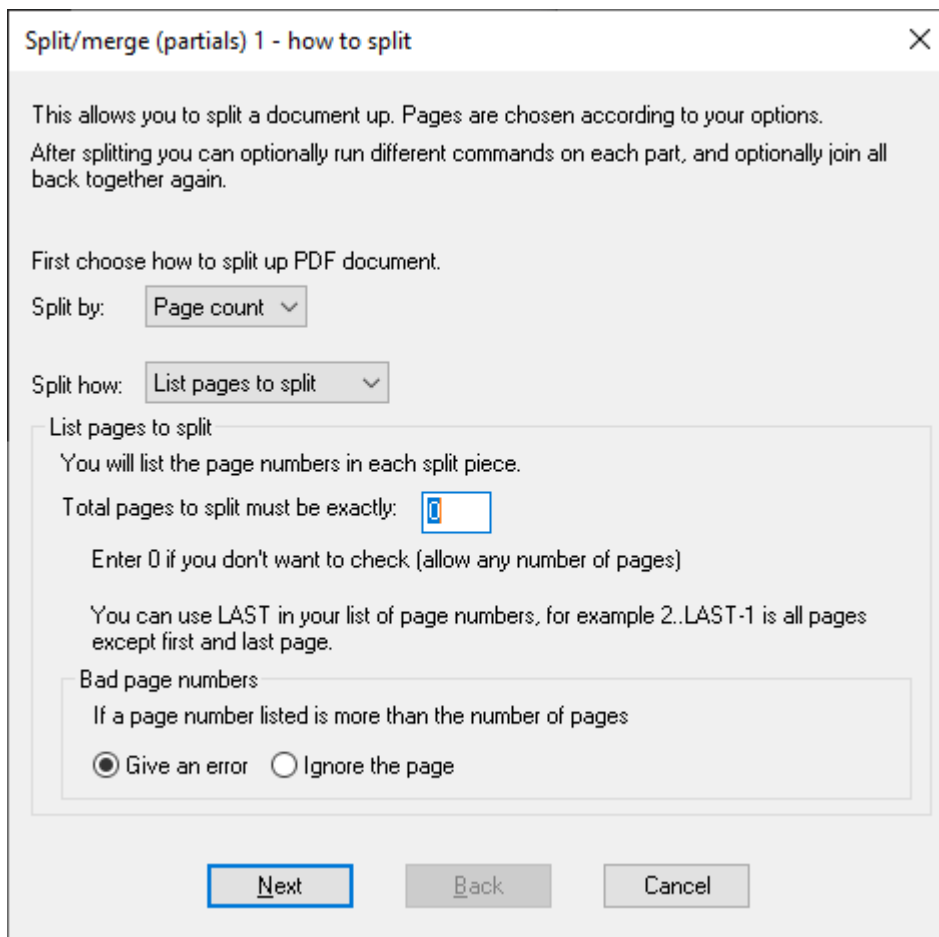 Split/merge (partials) 1 - how to split
This allows you to split a document up. Pages are chosen according to your options.
After splitting you can optionally run different commands on each part, and optionally join all
back together again.
First choose how to split up PDF document.
Split by: Page count
Split how: List pages to split
List pages to split
You will list the page numbers in each split piece.
Total pages to split must be exactly: 0
Enter 0 if you don't want to check (allow any number of pages)
You can use LAST in your list of page numbers, for example 2..LAST-1 is all pages
except first and last page.
Bad page numbers
If a page number listed is more than the number of pages
Give an error Ignore the page
Next Back Cancel